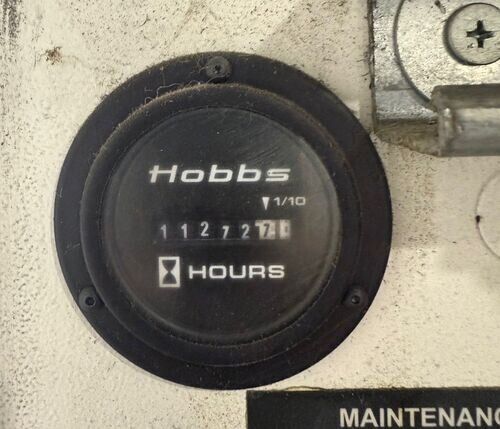 Hobbs
1/10
112727
HOURS
MAINTENANC